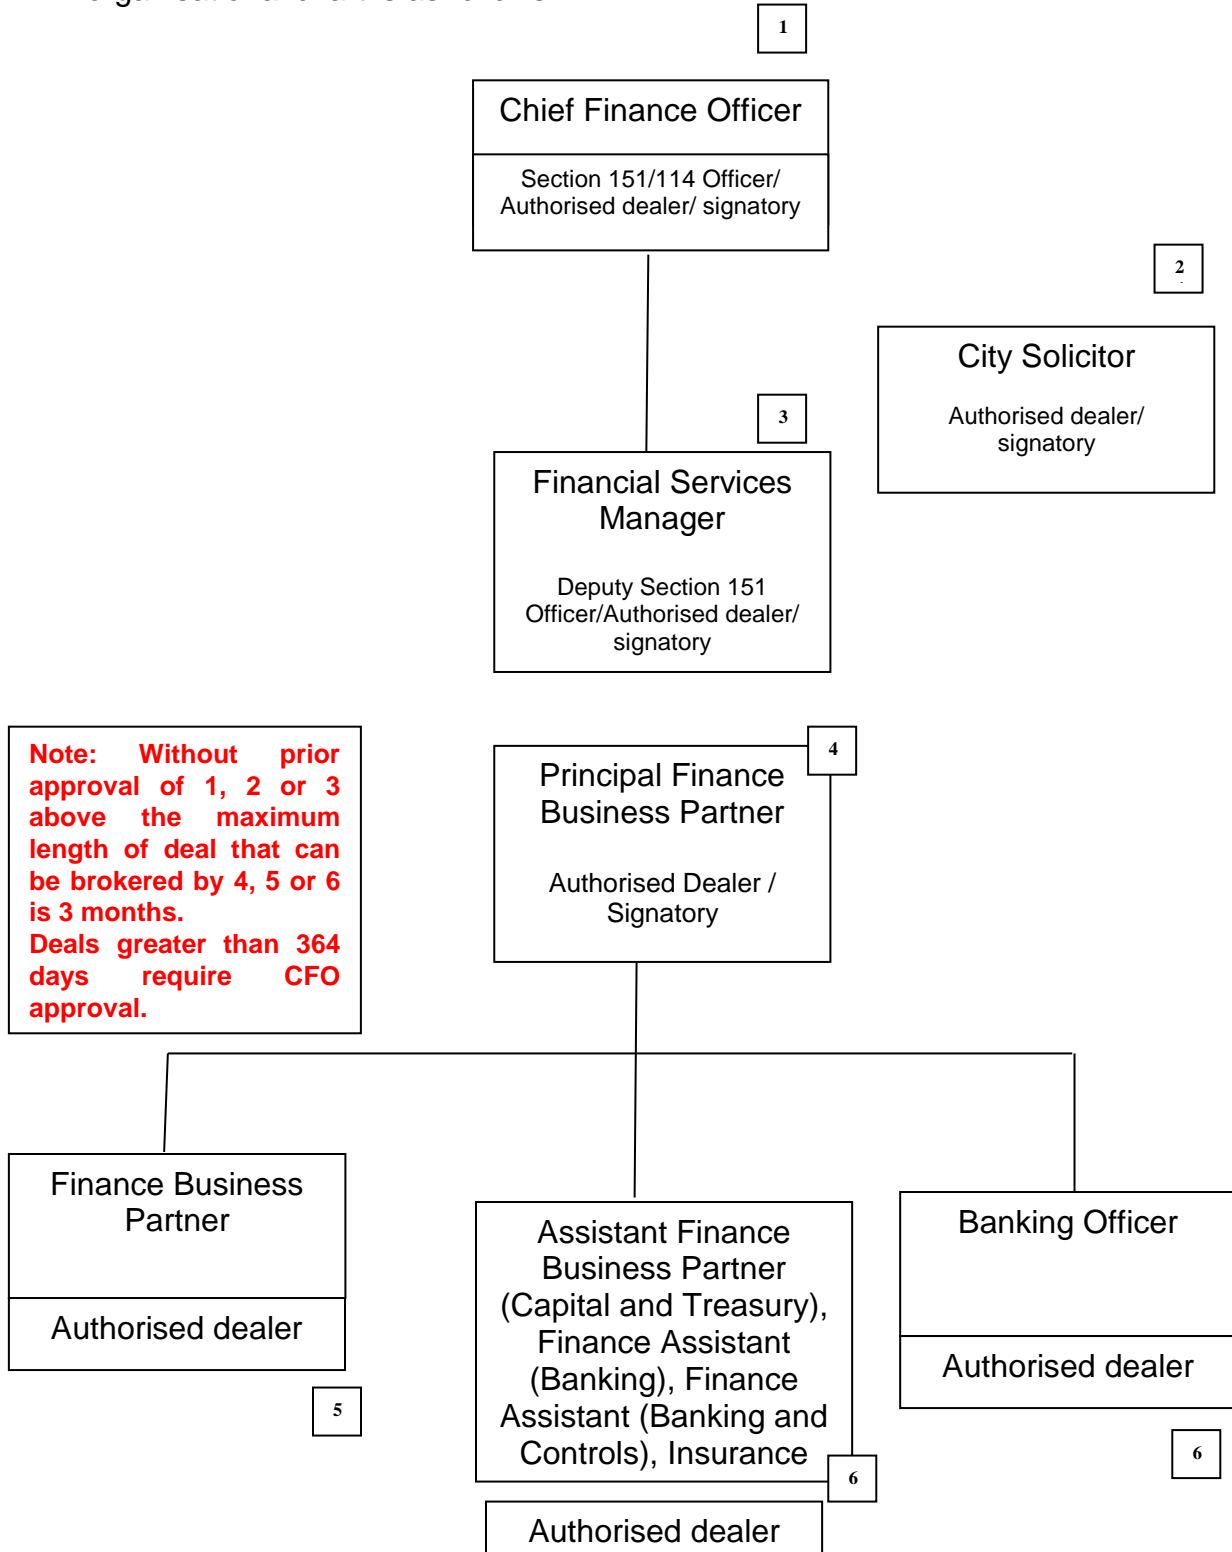 1
Chief Finance Officer
Section 151/114 Officer/
Authorised dealer/ signatory
2
City Solicitor
Authorised dealer/
signatory
3
Financial Services
Manager
Deputy Section 151
Officer/Authorised dealer/
signatory
Note: Without prior
approval of 1, 2 or 3
above the maximum
length of deal that can
be brokered by 4, 5 or 6
is 3 months.
Deals greater than 364
days require CFO
approval.
4
Principal Finance
Business Partner
Authorised Dealer /
Signatory
Finance Business
Partner
Authorised dealer
5
Assistant Finance
Business Partner
(Capital and Treasury),
Finance Assistant
(Banking), Finance
Assistant (Banking and
Controls), Insurance
6
Authorised dealer
Banking Officer
Authorised dealer
6